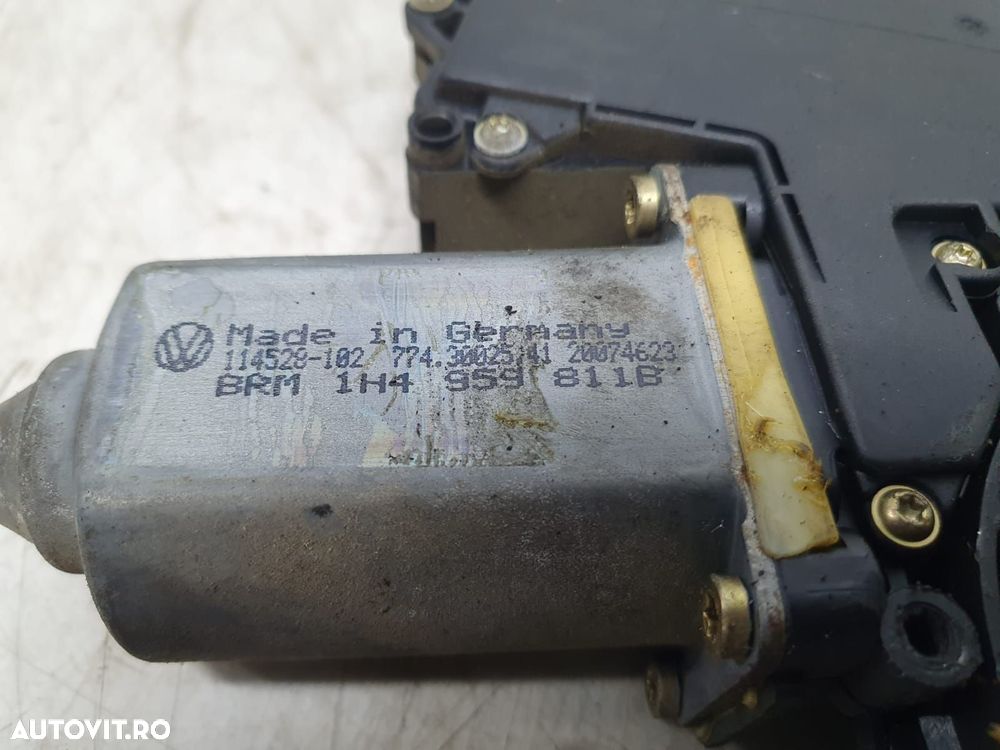 Made in Germany
114528-102 774.30025/41 20074623
BRM 1H4 959 811B
AUTOVIT.RO